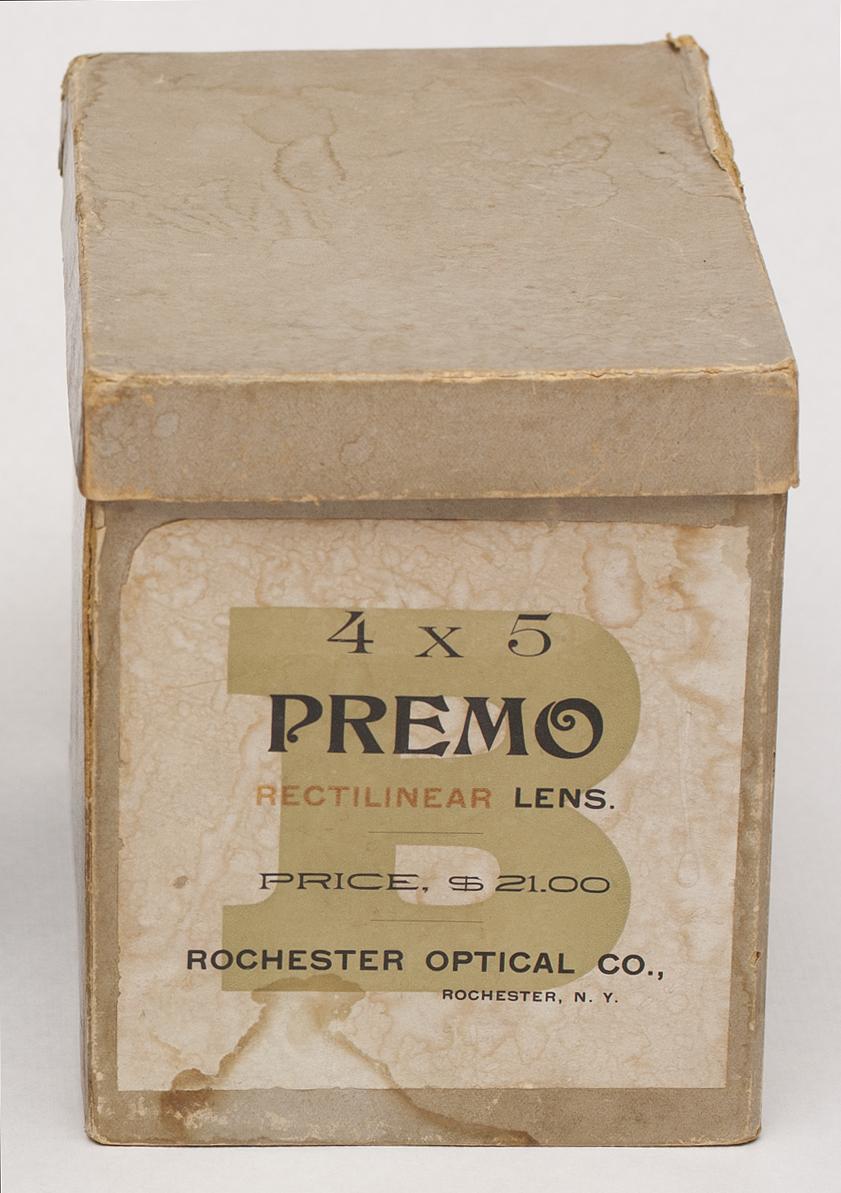 B
4 x 5
PREMO
RECTILINEAR LENS.
PRICE, $ 21.00
ROCHESTER OPTICAL CO.,
ROCHESTER, N. Y.